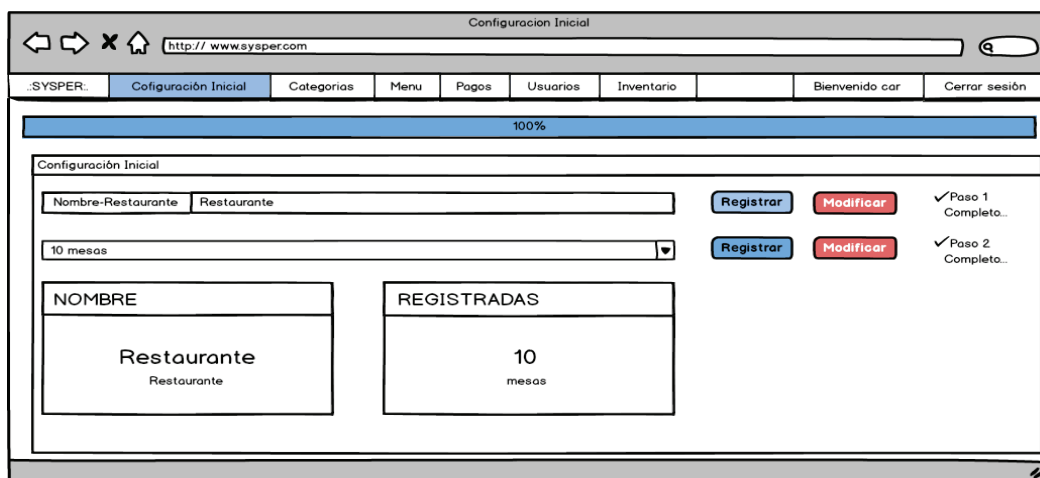 Configuracion Inicial
http:// www.sysper.com
.:SYSPER:. Cofiguración Inicial Categorias Menu Pagos Usuarios Inventario Bienvenido car Cerrar sesión
100%
Configuración Inicial
Nombre-Restaurante Restaurante Registrar Modificar Paso 1
Completo...
10 mesas Registrar Modificar Paso 2
Completo...
NOMBRE REGISTRADAS
Restaurante 10
Restaurante mesas